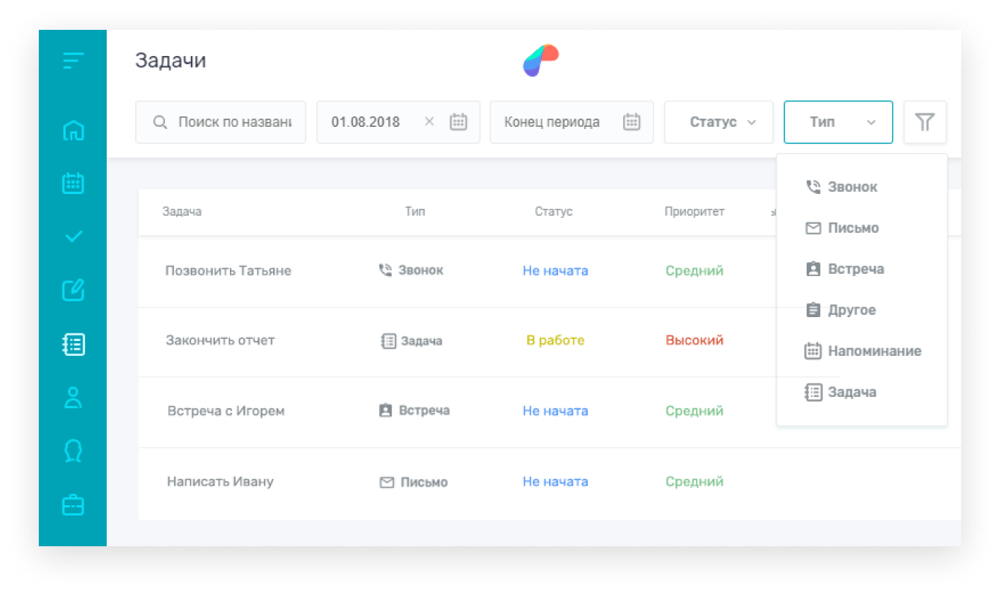 Задачи
Поиск по названи
01.08.2018
Конец периода
Статус
Тип
Звонок
Письмо
Встреча
Другое
Напоминание
Задача
Задача Тип Статус Приоритет
Позвонить Татьяне Звонок Не начата Средний
Закончить отчет Задача В работе Высокий
Встреча с Игорем Встреча Не начата Средний
Написать Ивану Письмо Не начата Средний